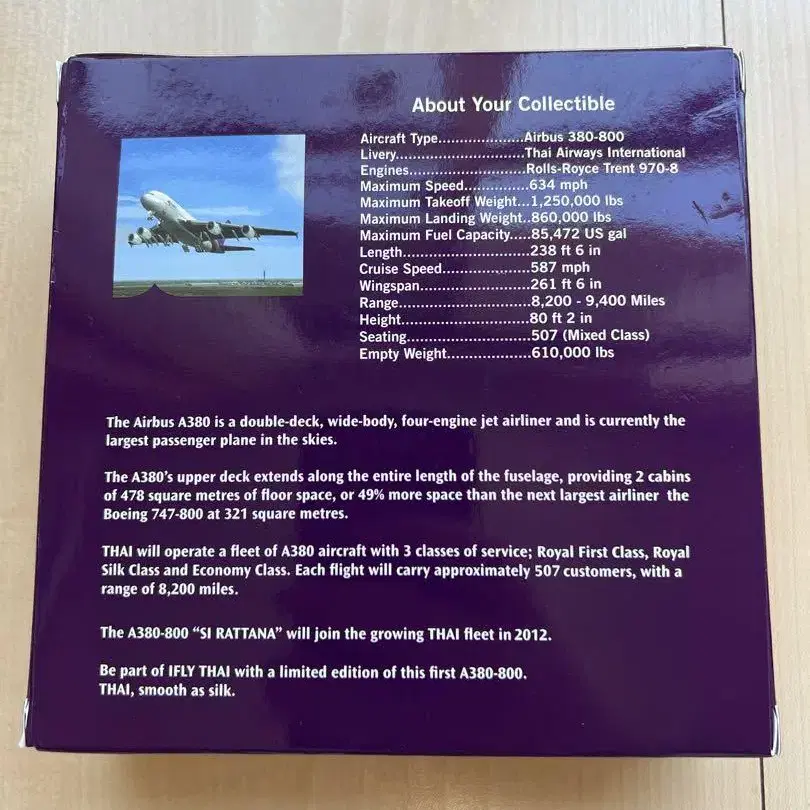 About Your Collectible
Aircraft Type....................Airbus 380-800
Livery..............................Thai Airways International
Engines...........................Rolls-Royce Trent 970-8
Maximum Speed...............634 mph
Maximum Takeoff Weight...1,250,000 lbs
Maximum Landing Weight..860,000 lbs
Maximum Fuel Capacity.....85,472 US gal
Length.............................238 ft 6 in
Cruise Speed....................587 mph
Wingspan.........................261 ft 6 in
Range..............................8,200 - 9,400 Miles
Height..............................80 ft 2 in
Seating............................507 (Mixed Class)
Empty Weight...................610,000 lbs
The Airbus A380 is a double-deck, wide-body, four-engine jet airliner and is currently the
largest passenger plane in the skies.
The A380's upper deck extends along the entire length of the fuselage, providing 2 cabins
of 478 square metres of floor space, or 49% more space than the next largest airliner the
Boeing 747-800 at 321 square metres.
THAI will operate a fleet of A380 aircraft with 3 classes of service; Royal First Class, Royal
Silk Class and Economy Class. Each flight will carry approximately 507 customers, with a
range of 8,200 miles.
The A380-800 “SI RATTANA” will join the growing THAI fleet in 2012.
Be part of IFLY THAI with a limited edition of this first A380-800.
THAI, smooth as silk.